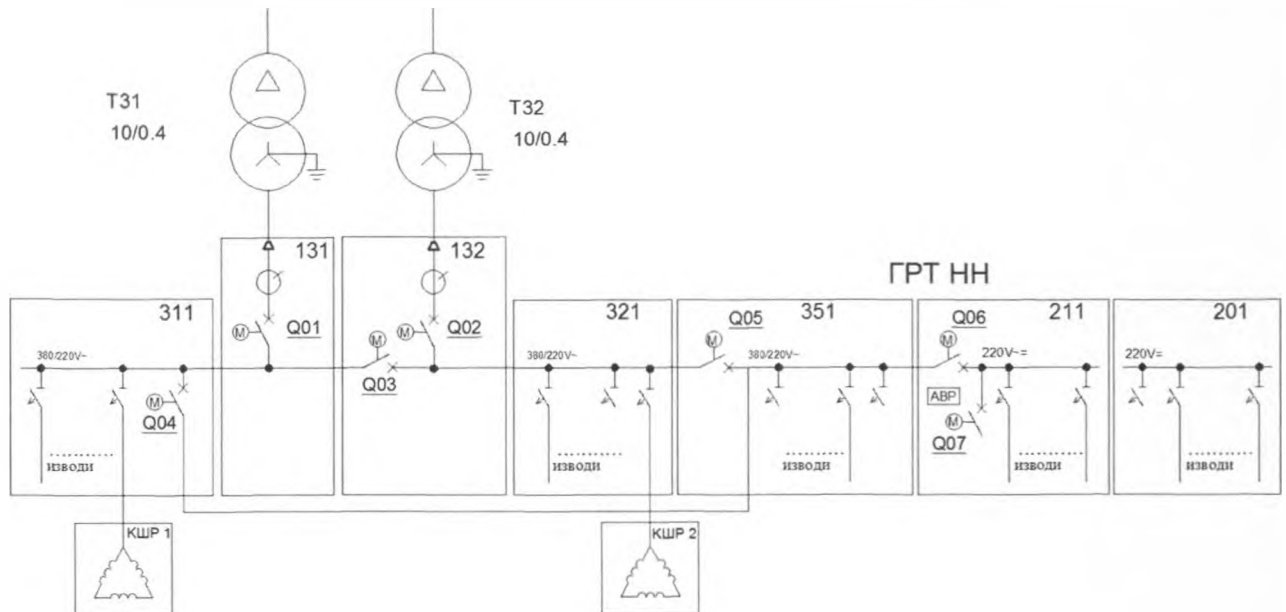 T31
10/0.4
T32
10/0.4
131
132
ГРТ НН
311
321
351
211
201
Q01
Q02
Q03
Q04
Q05
Q06
Q07
M
M
M
M
M
M
M
380/220V~
380/220V~
380/220V~
220V~=
220V=
АВР
изводи
изводи
изводи
изводи
изводи
КШР 1
КШР 2